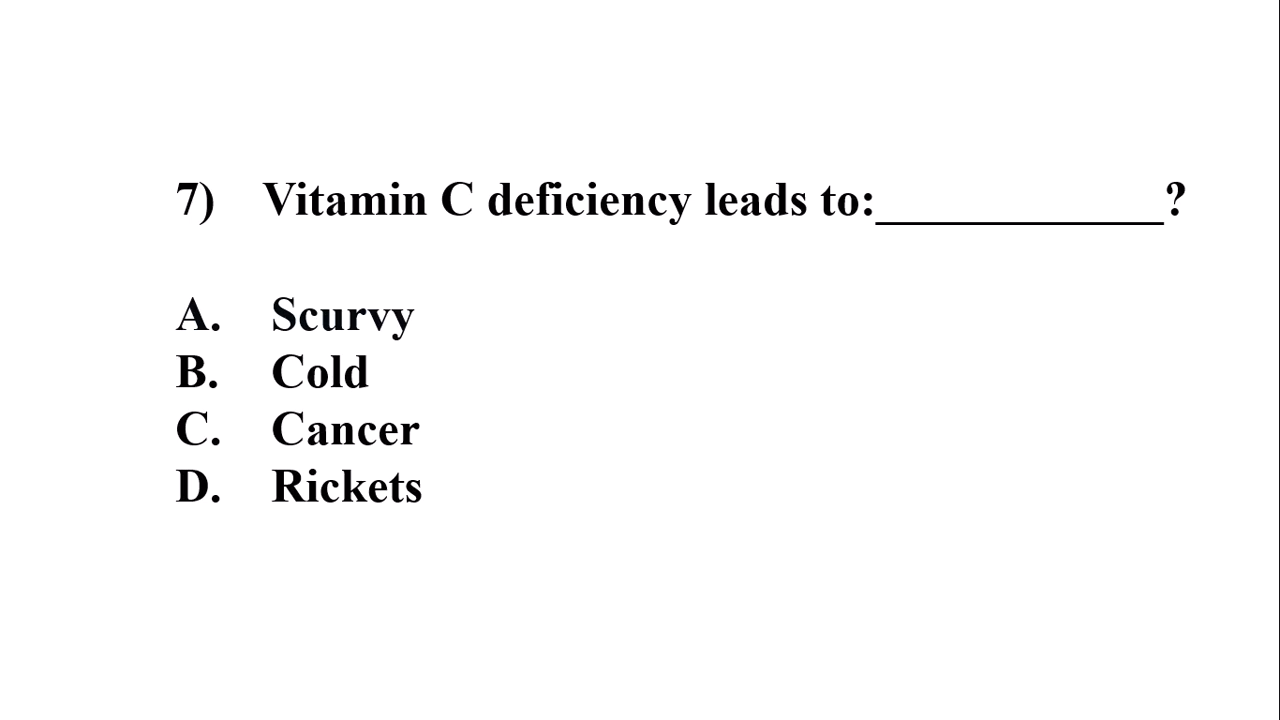 7) Vitamin C deficiency leads to:____________?
A. Scurvy
B. Cold
C. Cancer
D. Rickets